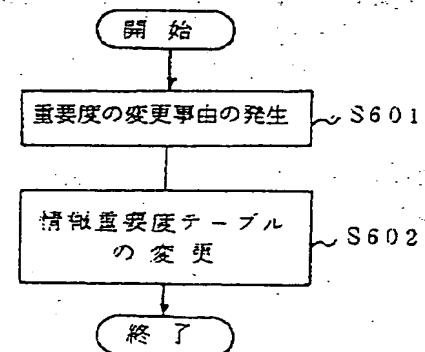 開 始
重要度の変更事由の発生
S601
情報重要度テーブル
の 変 更
S602
終 了